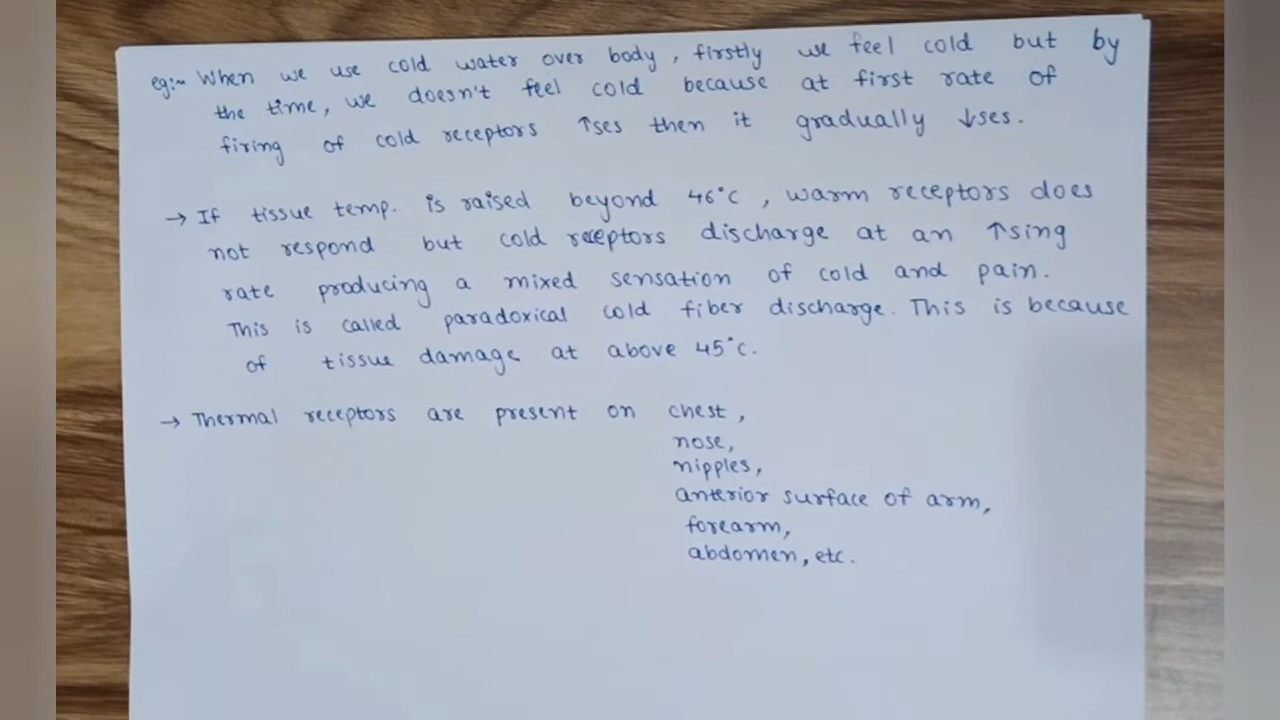 eg:- When we use cold water over body, firstly we feel cold but by
the time, we doesn't feel cold because at first rate of
firing of cold receptors ↑ses then it gradually ↓ses.
→ If tissue temp. is raised beyond 46°C, warm receptors does
not respond but cold receptors discharge at an ↑sing
rate producing a mixed sensation of cold and pain.
This is called paradoxical cold fiber discharge. This is because
of tissue damage at above 45°C.
→ Thermal receptors are present on chest,
nose,
nipples,
anterior surface of arm,
forearm,
abdomen, etc.